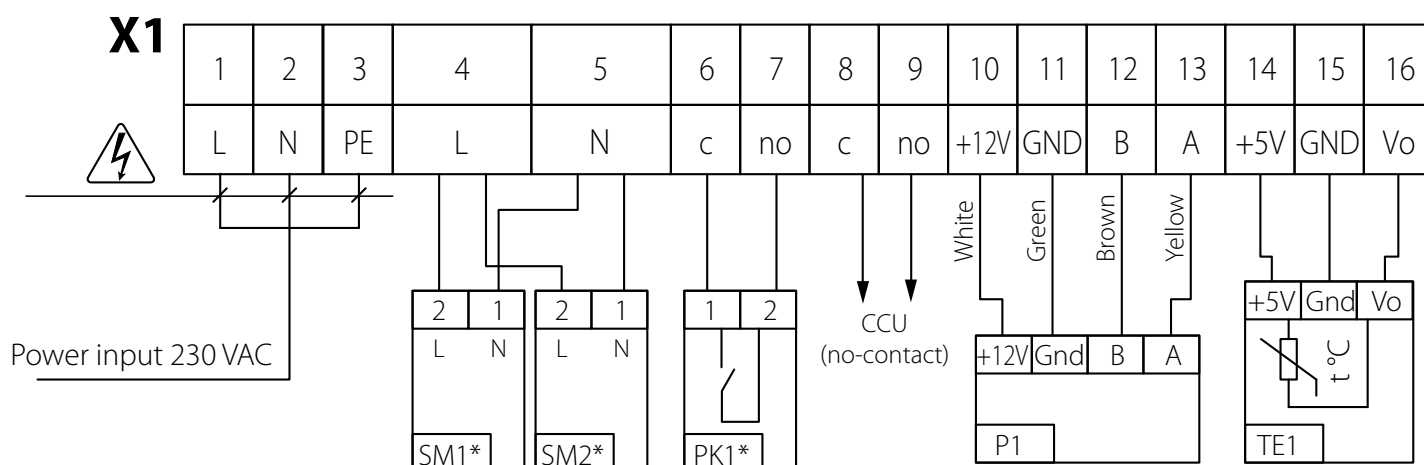 X1
1 2 3 4 5 6 7 8 9 10 11 12 13 14 15 16
L N PE L N c no c no +12V GND B A +5V GND Vo
White Green Brown Yellow
2 1 2 1 1 2
L N L N
CCU
(no-contact)
+5V Gnd Vo
+12V Gnd B A
t °C
Power input 230 VAC
SM1* SM2* PK1* P1 TE1